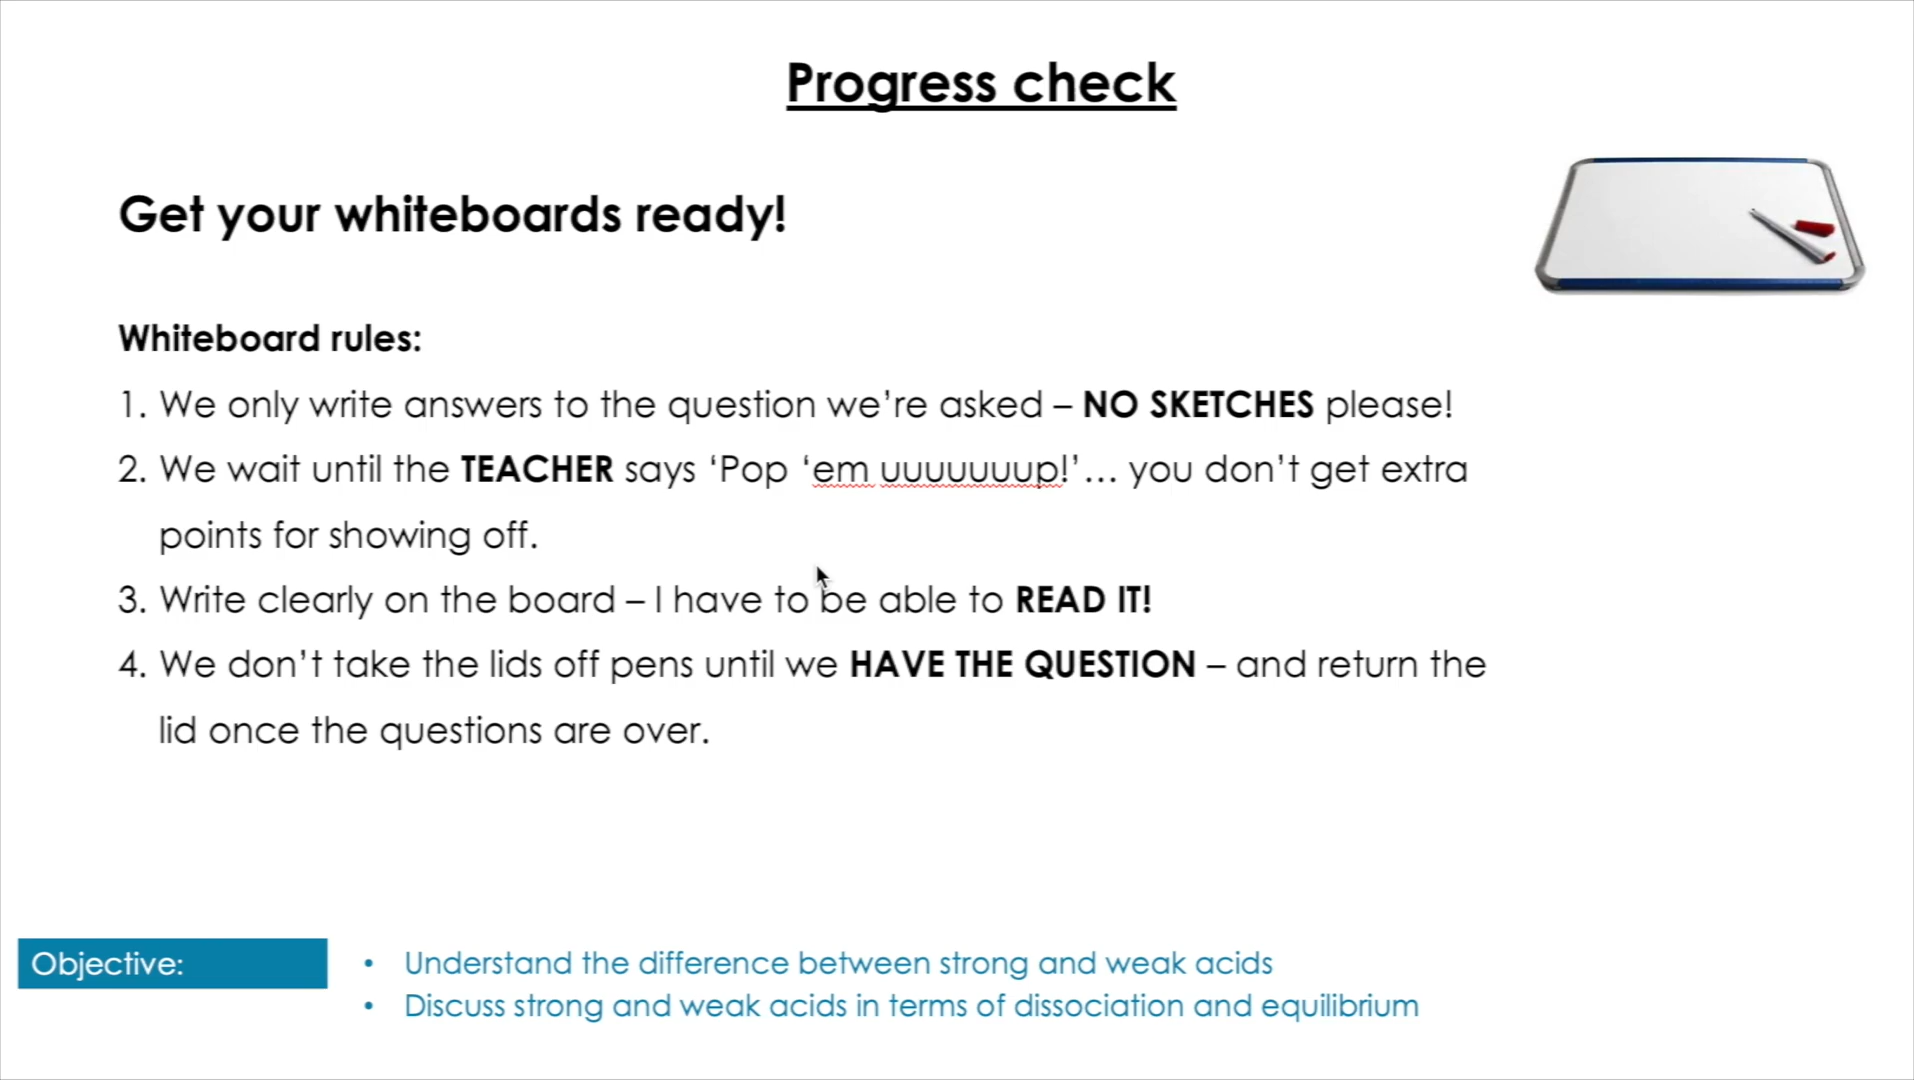 Progress check
Get your whiteboards ready!
Whiteboard rules:
1. We only write answers to the question we’re asked – NO SKETCHES please!
2. We wait until the TEACHER says ‘Pop ‘em uuuuuuup!’… you don’t get extra
points for showing off.
3. Write clearly on the board – I have to be able to READ IT!
4. We don’t take the lids off pens until we HAVE THE QUESTION – and return the
lid once the questions are over.
Objective:
• Understand the difference between strong and weak acids
• Discuss strong and weak acids in terms of dissociation and equilibrium